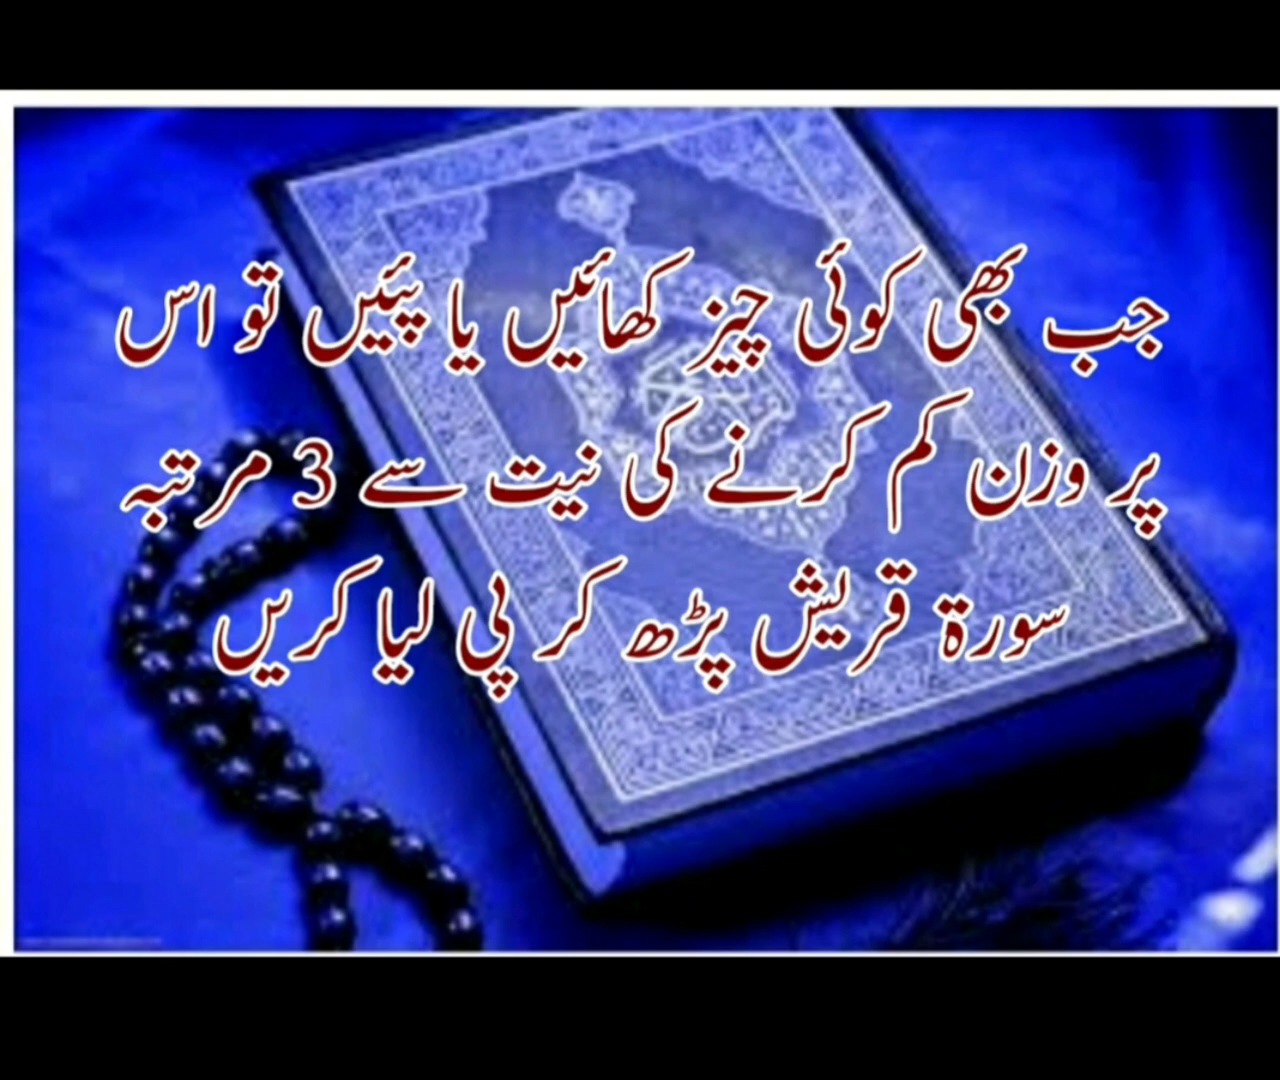 جب بھی کوئی چیز کھائیں یا پئیں تو اس
پر وزن کم کرنے کی نیت سے 3 مرتبہ
سورۃ قریش پڑھ کر پی لیا کریں